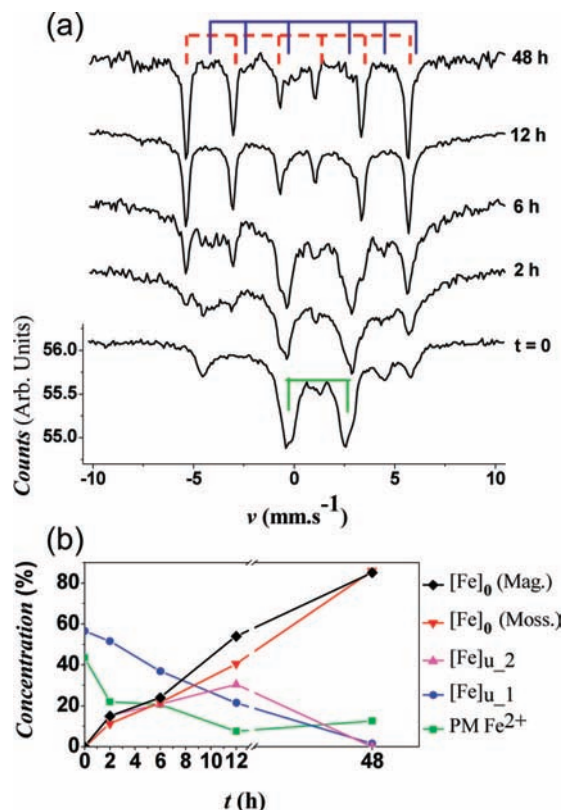 (a)
48 h
12 h
6 h
2 h
t = 0
56.0
55.5
55.0
Counts (Arb. Units)
-10 -5 0 5 10
v (mm.s⁻¹)
(b)
80
60
40
20
0
Concentration (%)
0 2 4 6 8 10 12 48
t (h)
[Fe]₀ (Mag.)
[Fe]₀ (Moss.)
[Fe]u_2
[Fe]u_1
PM Fe²⁺